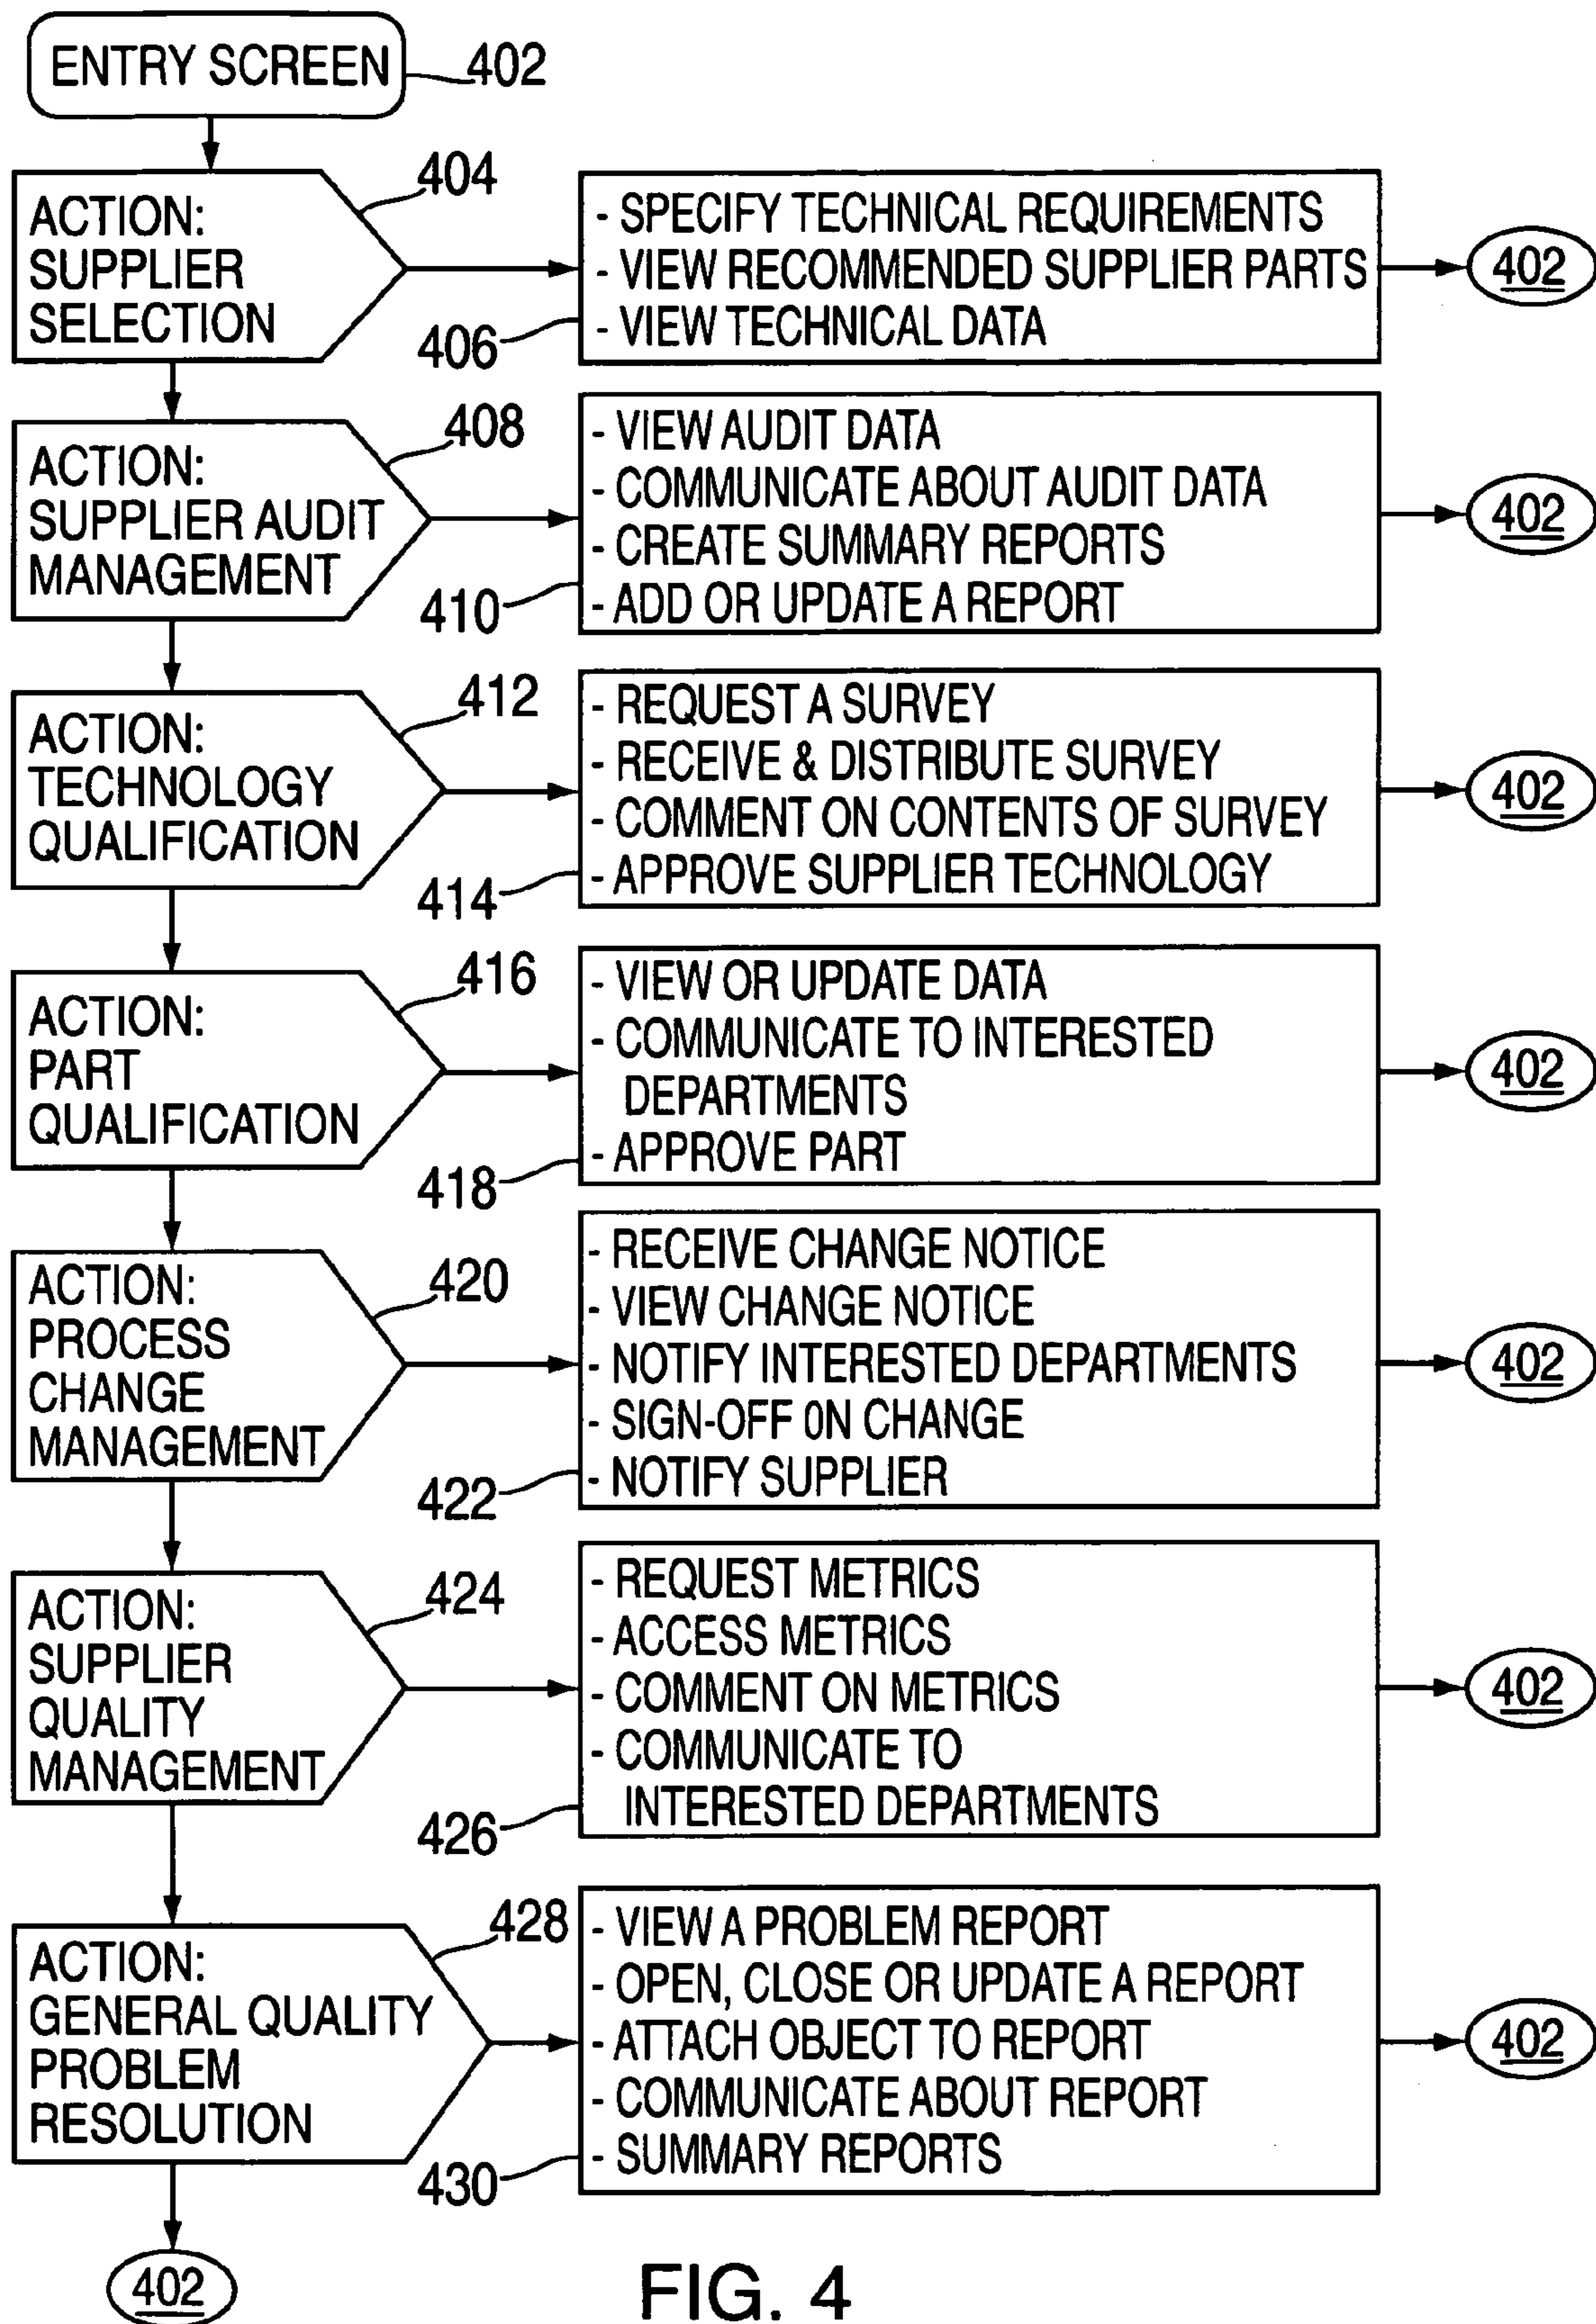 ENTRY SCREEN
402
ACTION:
SUPPLIER
SELECTION
404
- SPECIFY TECHNICAL REQUIREMENTS
- VIEW RECOMMENDED SUPPLIER PARTS
- VIEW TECHNICAL DATA
406
402
ACTION:
SUPPLIER AUDIT
MANAGEMENT
408
- VIEW AUDIT DATA
- COMMUNICATE ABOUT AUDIT DATA
- CREATE SUMMARY REPORTS
- ADD OR UPDATE A REPORT
410
402
ACTION:
TECHNOLOGY
QUALIFICATION
412
- REQUEST A SURVEY
- RECEIVE & DISTRIBUTE SURVEY
- COMMENT ON CONTENTS OF SURVEY
- APPROVE SUPPLIER TECHNOLOGY
414
402
ACTION:
PART
QUALIFICATION
416
- VIEW OR UPDATE DATA
- COMMUNICATE TO INTERESTED
DEPARTMENTS
- APPROVE PART
418
402
ACTION:
PROCESS
CHANGE
MANAGEMENT
420
- RECEIVE CHANGE NOTICE
- VIEW CHANGE NOTICE
- NOTIFY INTERESTED DEPARTMENTS
- SIGN-OFF ON CHANGE
- NOTIFY SUPPLIER
422
402
ACTION:
SUPPLIER
QUALITY
MANAGEMENT
424
- REQUEST METRICS
- ACCESS METRICS
- COMMENT ON METRICS
- COMMUNICATE TO
INTERESTED DEPARTMENTS
426
402
ACTION:
GENERAL QUALITY
PROBLEM
RESOLUTION
428
- VIEW A PROBLEM REPORT
- OPEN, CLOSE OR UPDATE A REPORT
- ATTACH OBJECT TO REPORT
- COMMUNICATE ABOUT REPORT
- SUMMARY REPORTS
430
402
402
FIG. 4